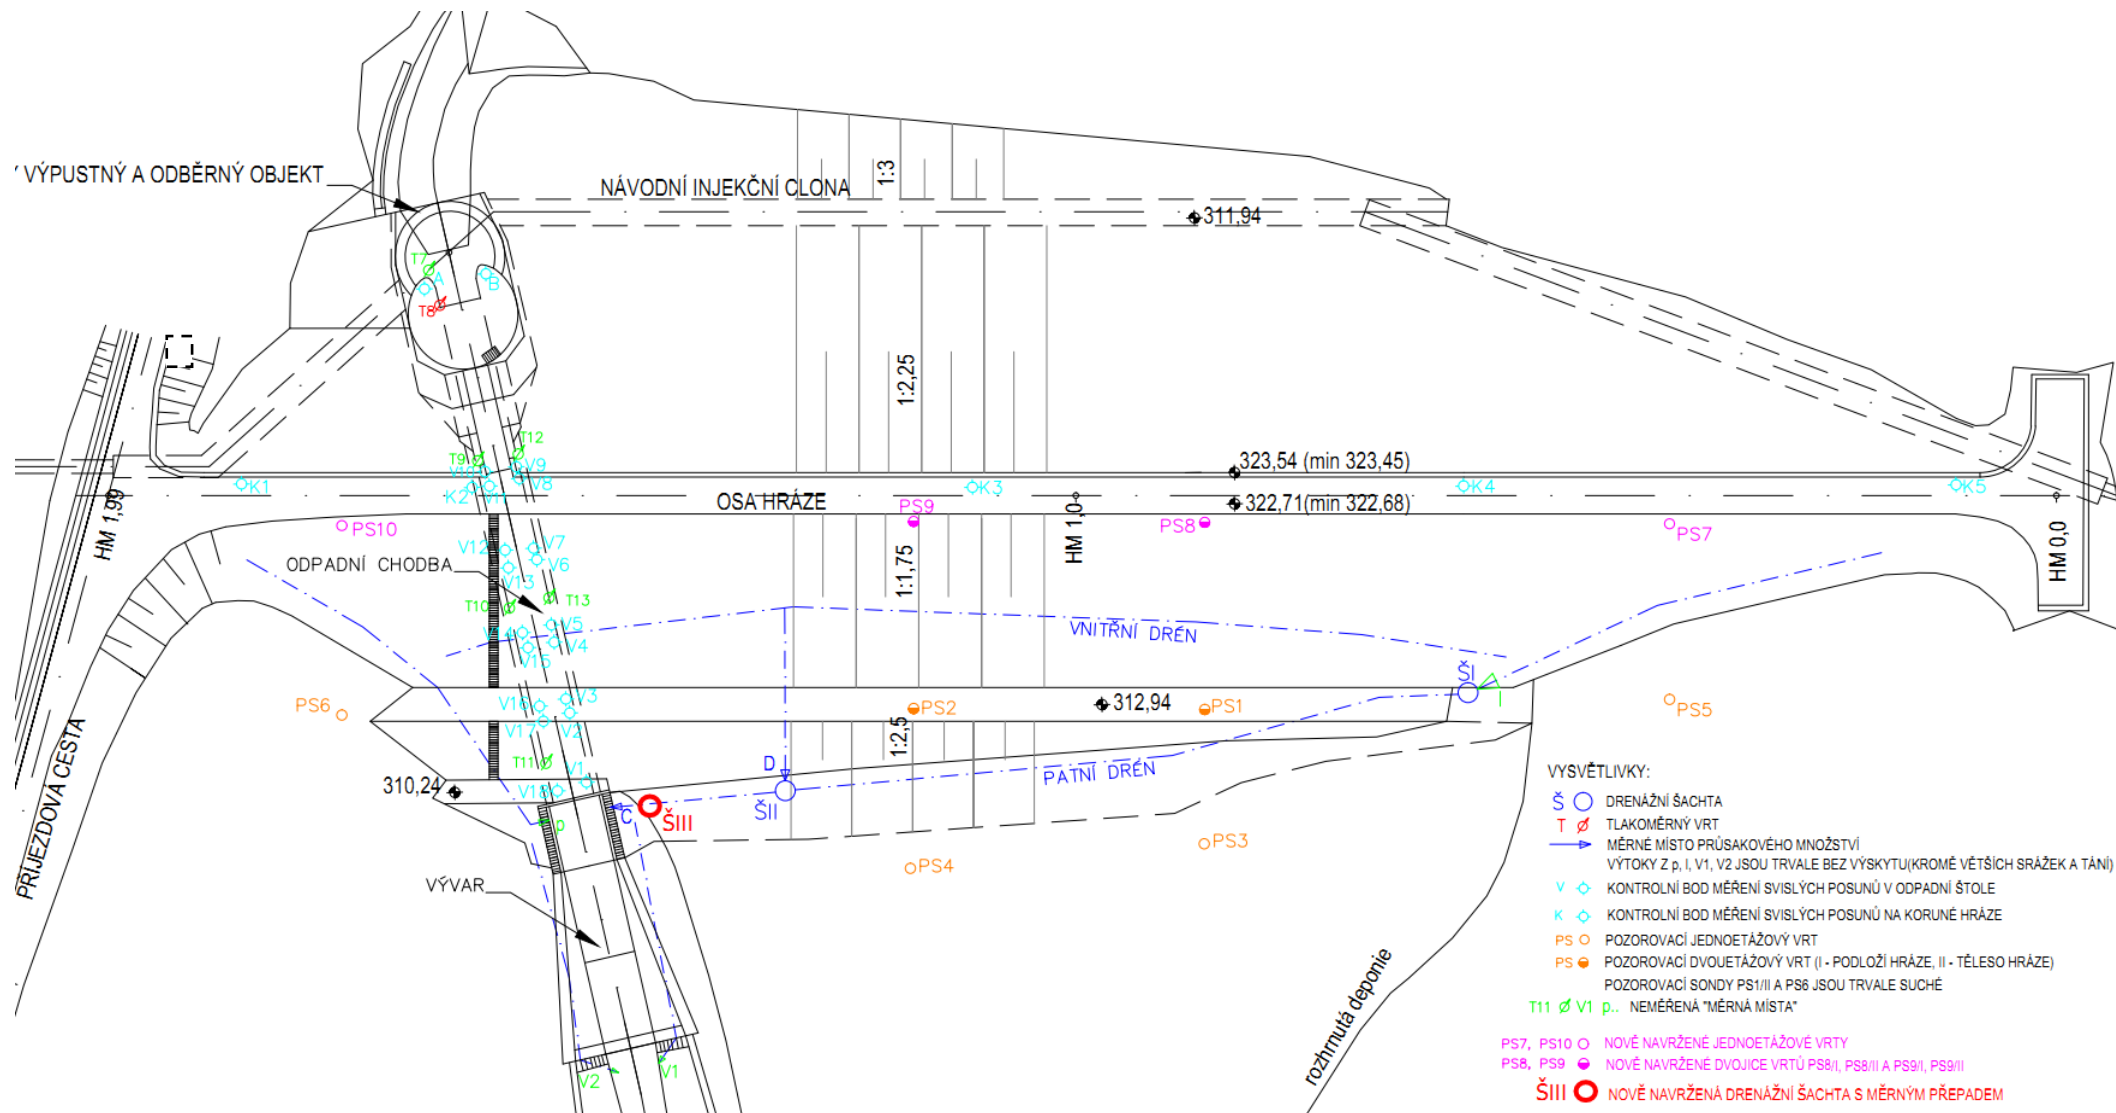 VÝPUSTNÝ A ODBĚRNÝ OBJEKT
NÁVODNÍ INJEKČNÍ CLONA
1:3
311,94
T7
A
B
T8
1:2,25
T12
T9
V9
V10
V8
323,54 (min 323,45)
K1
K2
V11
K3
K4
K5
OSA HRÁZE
322,71(min 322,68)
HM 1,99
HM 1,0
HM 0,0
PS10
PS9
PS8
PS7
V12
V7
V6
V13
ODPADNÍ CHODBA
1:1,75
T10
T13
V14
V5
V4
V15
VNITŘNÍ DRÉN
ŠI
I
PS6
V16
V3
V17
V2
PS2
312,94
PS1
PS5
1:2,5
T11
V1
V18
D
PATNÍ DRÉN
310,24
p
C
ŠIII
ŠII
PS3
PS4
PŘÍJEZDOVÁ CESTA
VÝVAR
V2
V1
rozhrnutá deponie
VYSVĚTLIVKY:
Š DRENÁŽNÍ ŠACHTA
T TLAKOMĚRNÝ VRT
MĚRNÉ MÍSTO PRŮSAKOVÉHO MNOŽSTVÍ
VÝTOKY Z p, I, V1, V2 JSOU TRVALE BEZ VÝSKYTU(KROMĚ VĚTŠÍCH SRÁŽEK A TÁNÍ)
V KONTROLNÍ BOD MĚŘENÍ SVISLÝCH POSUNŮ V ODPADNÍ ŠTOLE
K KONTROLNÍ BOD MĚŘENÍ SVISLÝCH POSUNŮ NA KORUNĚ HRÁZE
PS POZOROVACÍ JEDNOETÁŽOVÝ VRT
PS POZOROVACÍ DVOUETÁŽOVÝ VRT (I - PODLOŽÍ HRÁZE, II - TĚLESO HRÁZE)
POZOROVACÍ SONDY PS1/II A PS6 JSOU TRVALE SUCHÉ
T11 V1 p.. NEMĚŘENÁ "MĚRNÁ MÍSTA"
PS7, PS10 NOVĚ NAVRŽENÉ JEDNOETÁŽOVÉ VRTY
PS8, PS9 NOVĚ NAVRŽENÉ DVOJICE VRTŮ PS8/I, PS8/II A PS9/I, PS9/II
ŠIII NOVĚ NAVRŽENÁ DRENÁŽNÍ ŠACHTA S MĚRNÝM PŘEPADEM